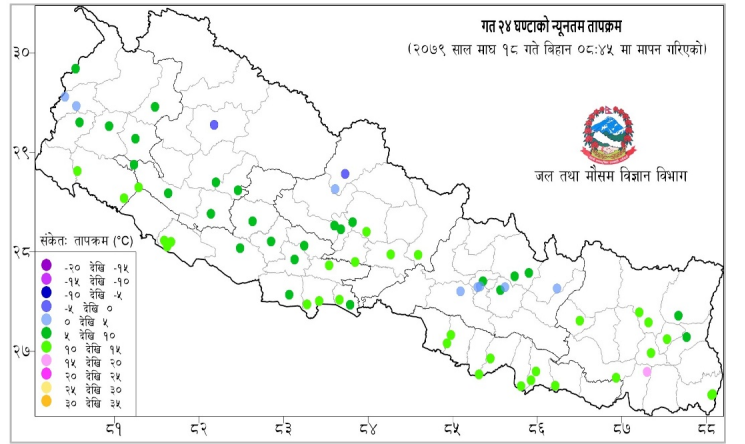 गत २४ घण्टाको न्यूनतम तापक्रम
(२०७९ साल माघ १८ गते बिहान ०८:४५ मा मापन गरिएको)
जल तथा मौसम विज्ञान विभाग
३०
२९
२८
२७
संकेतः तापक्रम (°C)
-२० देखि -१५
-१५ देखि -१०
-१० देखि -५
-५ देखि ०
० देखि ५
५ देखि १०
१० देखि १५
१५ देखि २०
२० देखि २५
२५ देखि ३०
३० देखि ३५
८१ ८२ ८३ ८४ ८५ ८६ ८७ ८८